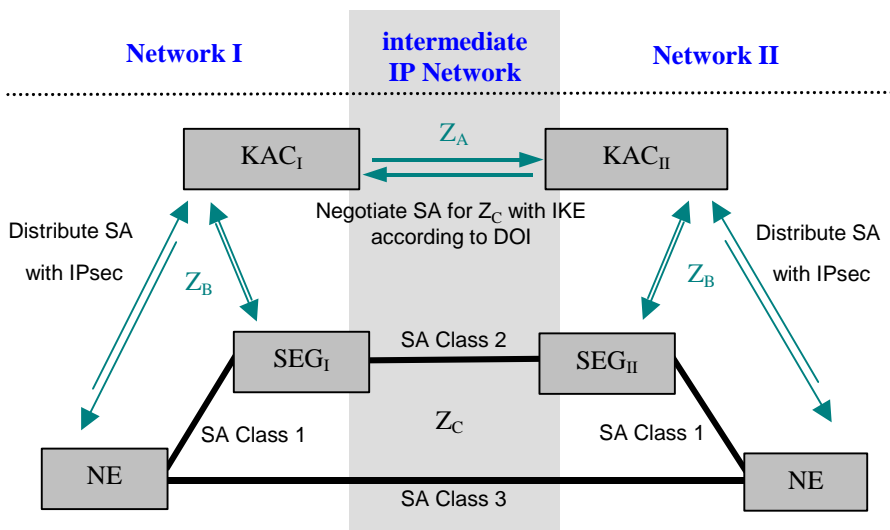 Network I
intermediate
IP Network
Network II
KAC_I
Z_A
KAC_II
Negotiate SA for Z_C with IKE
according to DOI
Distribute SA
with IPsec
Z_B
Distribute SA
with IPsec
Z_B
SEG_I
SA Class 2
SEG_II
SA Class 1
Z_C
SA Class 1
NE
SA Class 3
NE